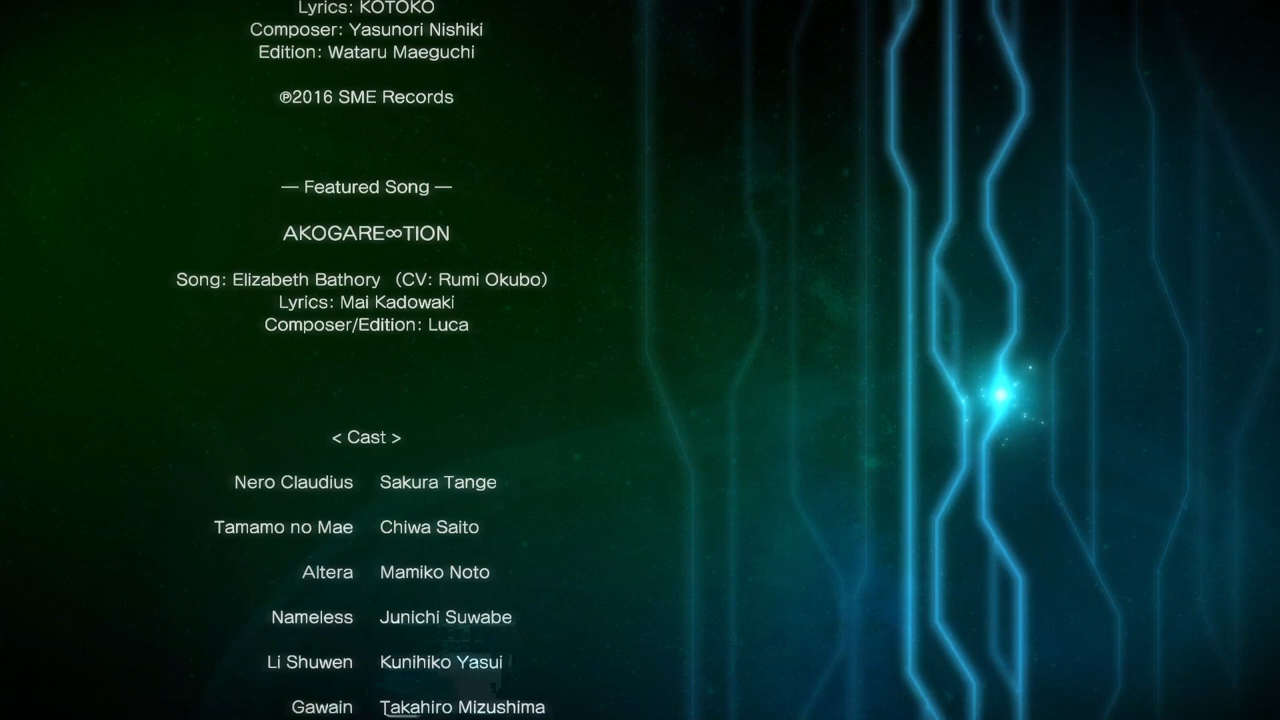 Lyrics: KOTOKO
Composer: Yasunori Nishiki
Edition: Wataru Maeguchi
℗2016 SME Records
— Featured Song —
AKOGARE∞TION
Song: Elizabeth Bathory （CV: Rumi Okubo）
Lyrics: Mai Kadowaki
Composer/Edition: Luca
< Cast >
Nero Claudius Sakura Tange
Tamamo no Mae Chiwa Saito
Altera Mamiko Noto
Nameless Junichi Suwabe
Li Shuwen Kunihiko Yasui
Gawain Takahiro Mizushima